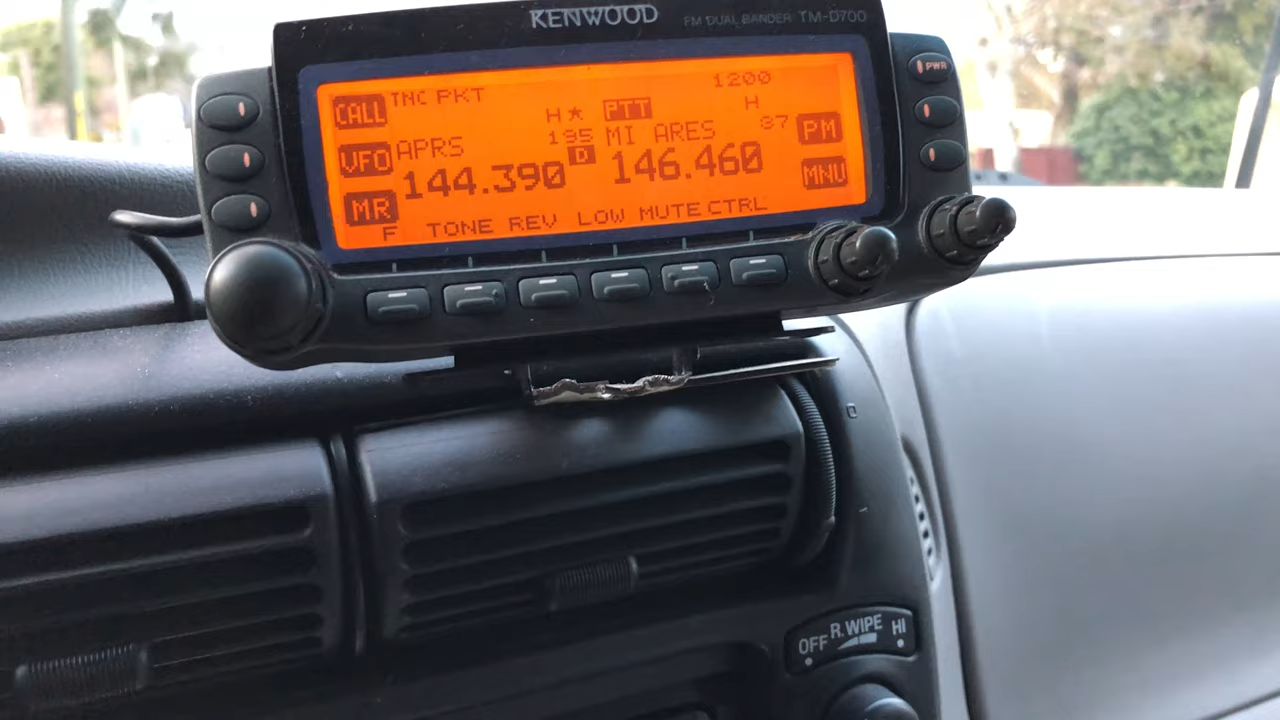 KENWOOD FM DUAL BANDER TM-D700
PWR
1200
CALL TNC PKT
H★ PTT H
195 MI ARES 87 PM
VFO APRS
144.390 D 146.460
MR MNU
F TONE REV LOW MUTE CTRL
OFF R.WIPE HI